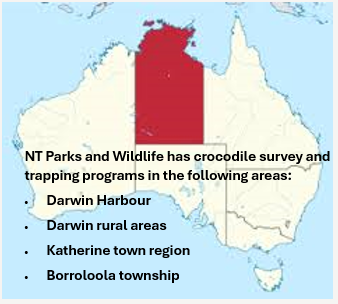 NT Parks and Wildlife has crocodile survey and
trapping programs in the following areas:
• Darwin Harbour
• Darwin rural areas
• Katherine town region
• Borroloola township